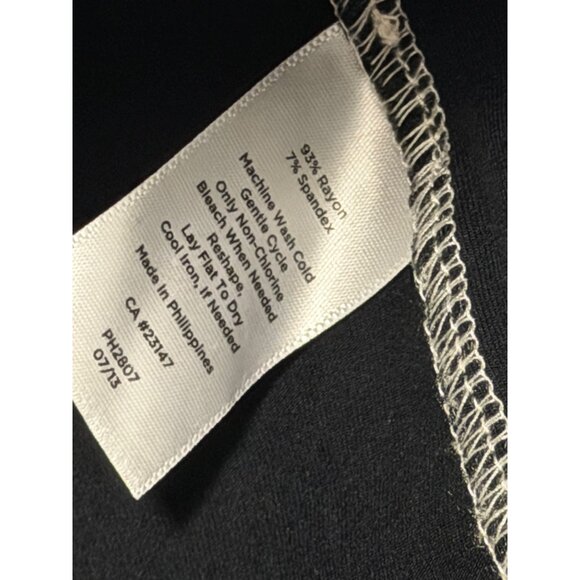 93% Rayon
7% Spandex
Machine Wash Cold
Gentle Cycle
Only Non-Chlorine
Bleach When Needed
Reshape,
Lay Flat To Dry
Cool Iron, If Needed
Made In Philippines
CA #23147
PH2807
07/13